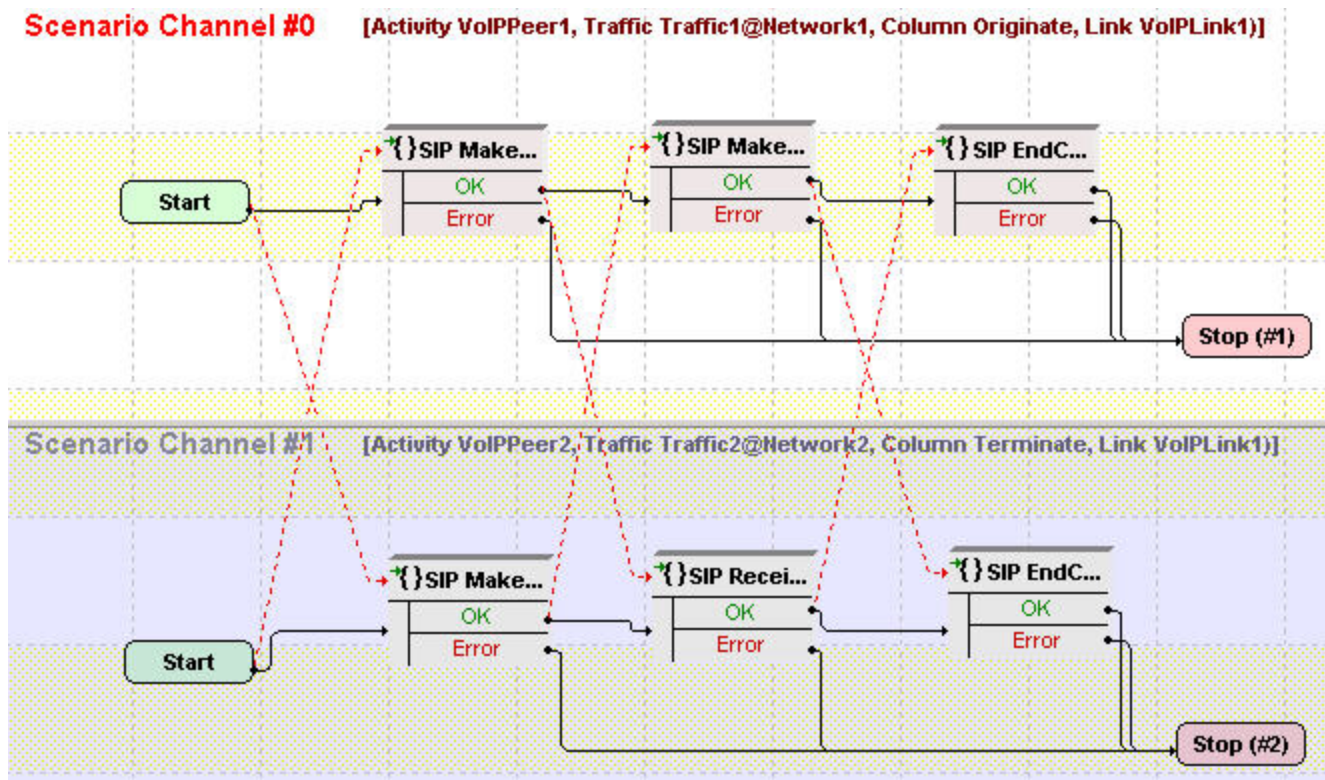 Scenario Channel #0 [Activity VoIPPeer1, Traffic Traffic1@Network1, Column Originate, Link VoIPLink1)]
{}SIP Make... {}SIP Make... {} SIP EndC...
OK OK OK
Start
Error Error Error
Stop (#1)
Scenario Channel #1 [Activity VoIPPeer2, Traffic Traffic2@Network2, Column Terminate, Link VoIPLink1)]
{}SIP Make... {}SIP Recei... {} SIP EndC...
OK OK OK
Error Error Error
Start
Stop (#2)